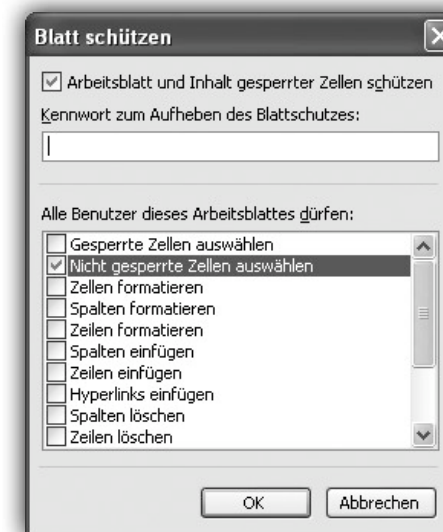 Blatt schützen
Arbeitsblatt und Inhalt gesperrter Zellen schützen
Kennwort zum Aufheben des Blattschutzes:
Alle Benutzer dieses Arbeitsblattes dürfen:
Gesperrte Zellen auswählen
Nicht gesperrte Zellen auswählen
Zellen formatieren
Spalten formatieren
Zeilen formatieren
Spalten einfügen
Zeilen einfügen
Hyperlinks einfügen
Spalten löschen
Zeilen löschen
OK Abbrechen